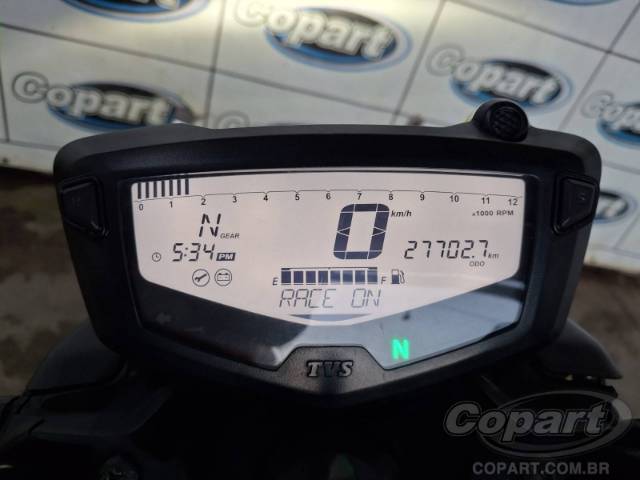 Copart
Copart
Copart
Copart
Copart
0 1 2 3 4 5 6 7 8 9 10 11 12
x1000 RPM
N GEAR
0 km/h
5:34 PM
27702.7 km
ODO
E F
RACE ON
N
TVS
Copart
COPART.COM.BR